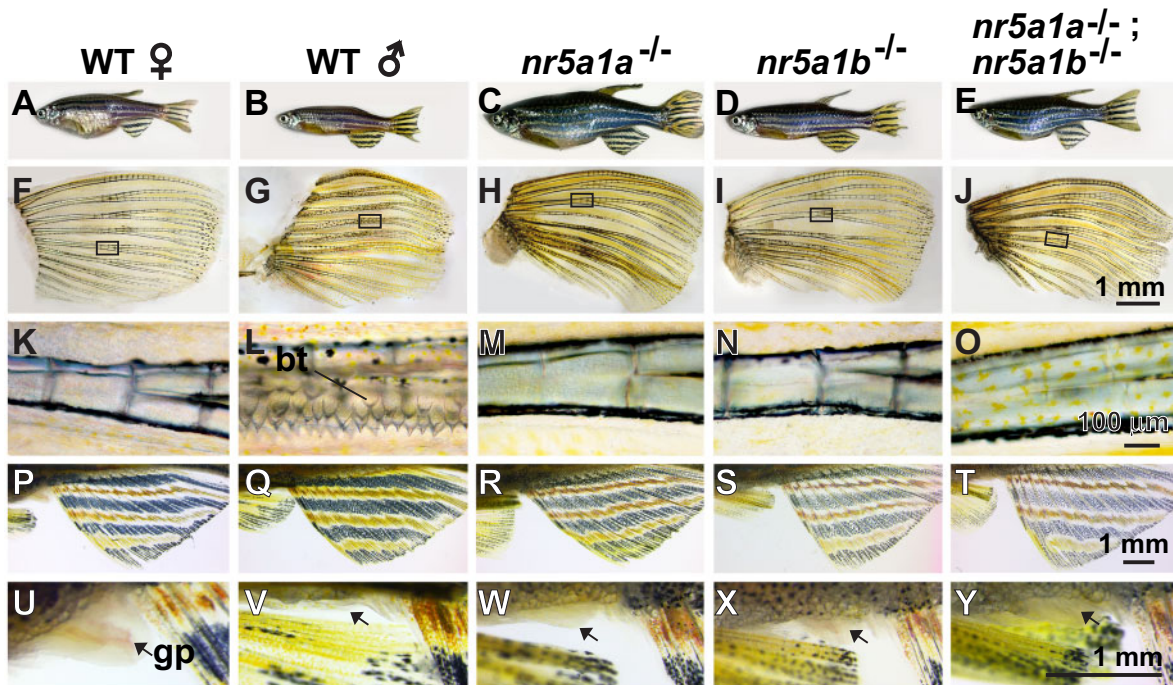 WT ♀
WT ♂
nr5a1a-/-
nr5a1b-/-
nr5a1a-/- ;
nr5a1b-/-
A
B
C
D
E
F
G
H
I
J
1 mm
K
L
bt
M
N
O
100 µm
P
Q
R
S
T
1 mm
U
gp
V
W
X
Y
1 mm